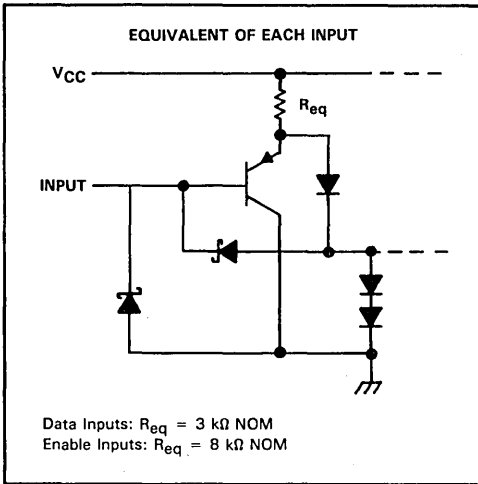 EQUIVALENT OF EACH INPUT
VCC
Req
INPUT
Data Inputs: Req = 3 kΩ NOM
Enable Inputs: Req = 8 kΩ NOM